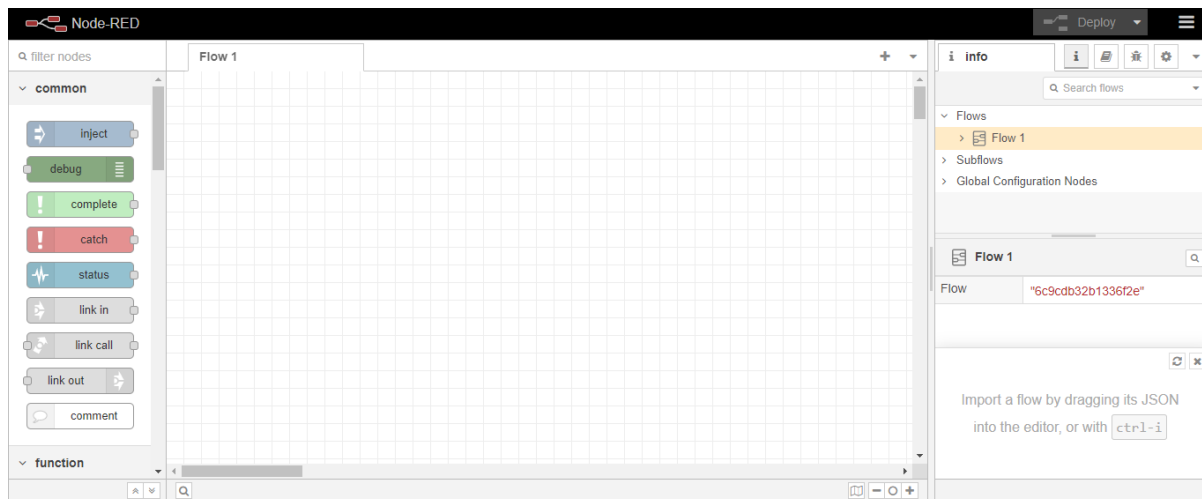 Node-RED
Deploy
filter nodes
Flow 1
info
common
Search flows
Flows
Flow 1
Subflows
Global Configuration Nodes
inject
debug
complete
catch
status
link in
link call
link out
comment
function
Flow 1
Flow "6c9cdb32b1336f2e"
Import a flow by dragging its JSON
into the editor, or with ctrl-i